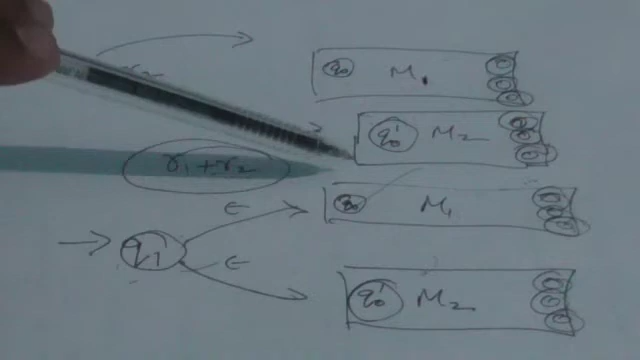 q₀ M₁
q₀' M₂
r₁ + r₂
q₀ M₁
ε
q₁
ε
q₀' M₂